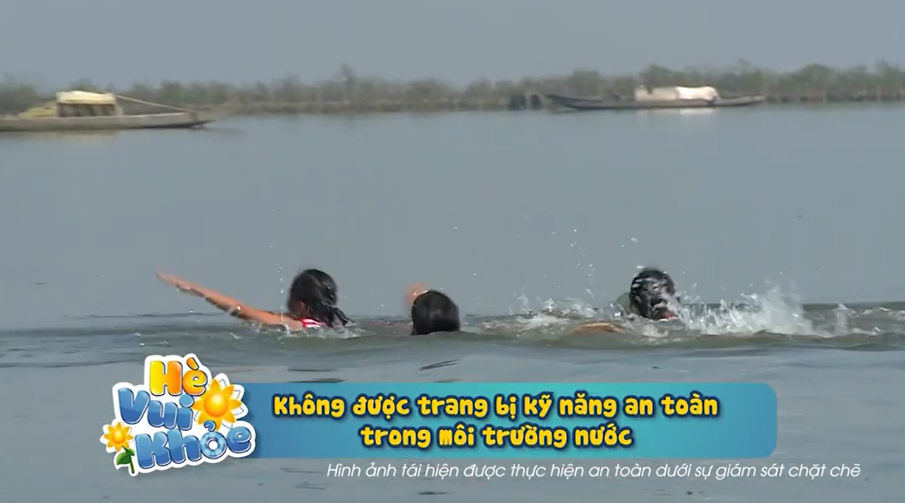 Hè
Vui
Khỏe
Không được trang bị kỹ năng an toàn
trong môi trường nước
Hình ảnh tái hiện được thực hiện an toàn dưới sự giám sát chặt chẽ